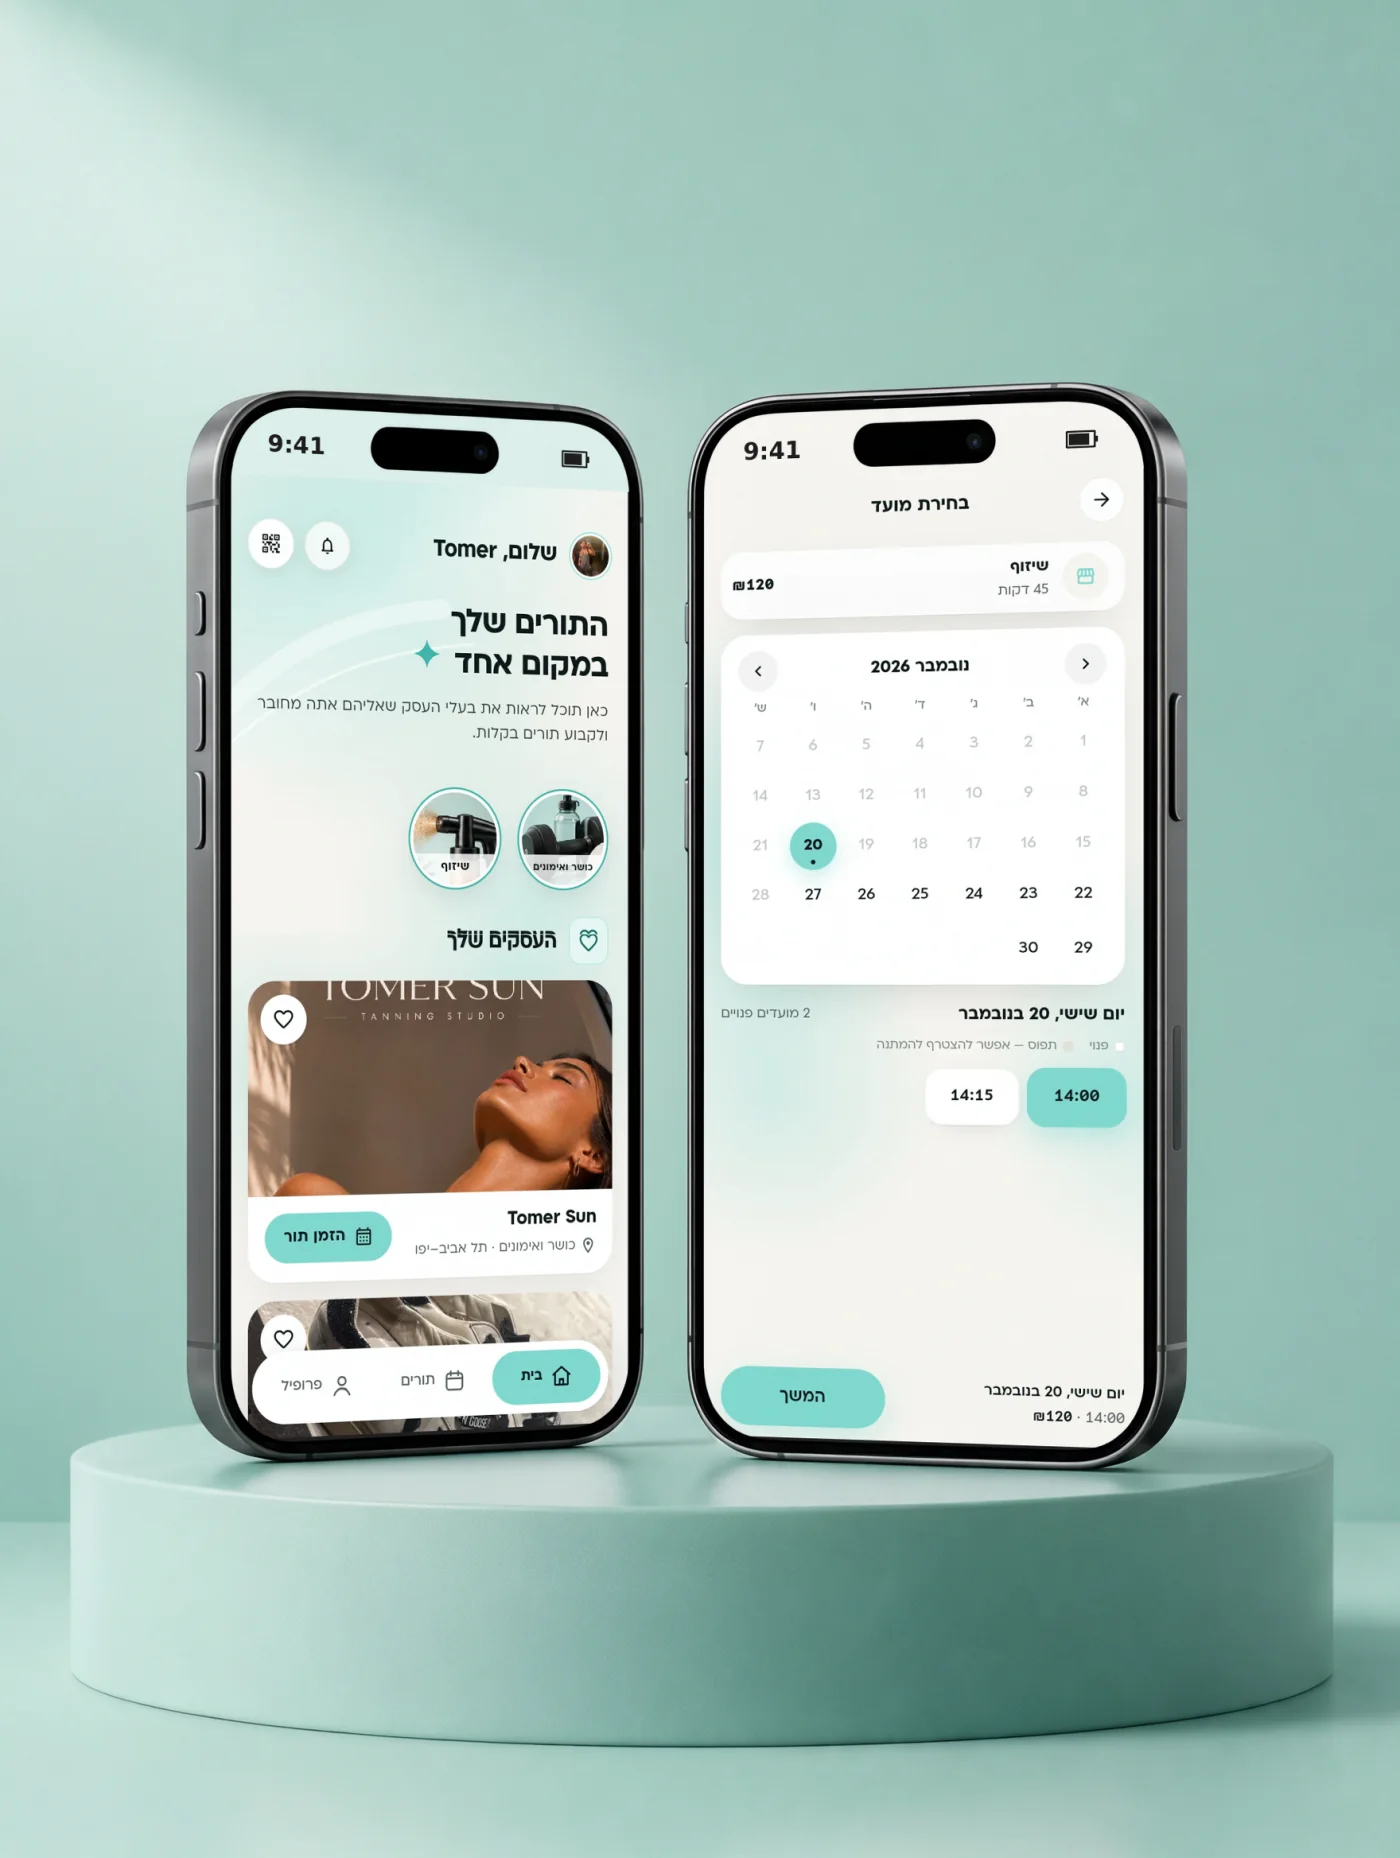 9:41
שלום, Tomer
התורים שלך
במקום אחד
כאן תוכל לראות את בעלי העסק שאליהם אתה מחובר
ולקבוע תורים בקלות.
כושר ואימונים
שיזוף
העסקים שלך
TOMER SUN
TANNING STUDIO
Tomer Sun
כושר ואימונים · תל אביב-יפו
הזמן תור
בית
תורים
פרופיל
9:41
בחירת מועד
שיזוף
45 דקות
₪120
נובמבר 2026
א' ב' ג' ד' ה' ו' ש'
1 2 3 4 5 6 7
8 9 10 11 12 13 14
15 16 17 18 19 20 21
22 23 24 25 26 27 28
29 30
יום שישי, 20 בנובמבר
2 מועדים פנויים
פנוי
תפוס – אפשר להצטרף להמתנה
14:00
14:15
יום שישי, 20 בנובמבר
14:00 · ₪120
המשך